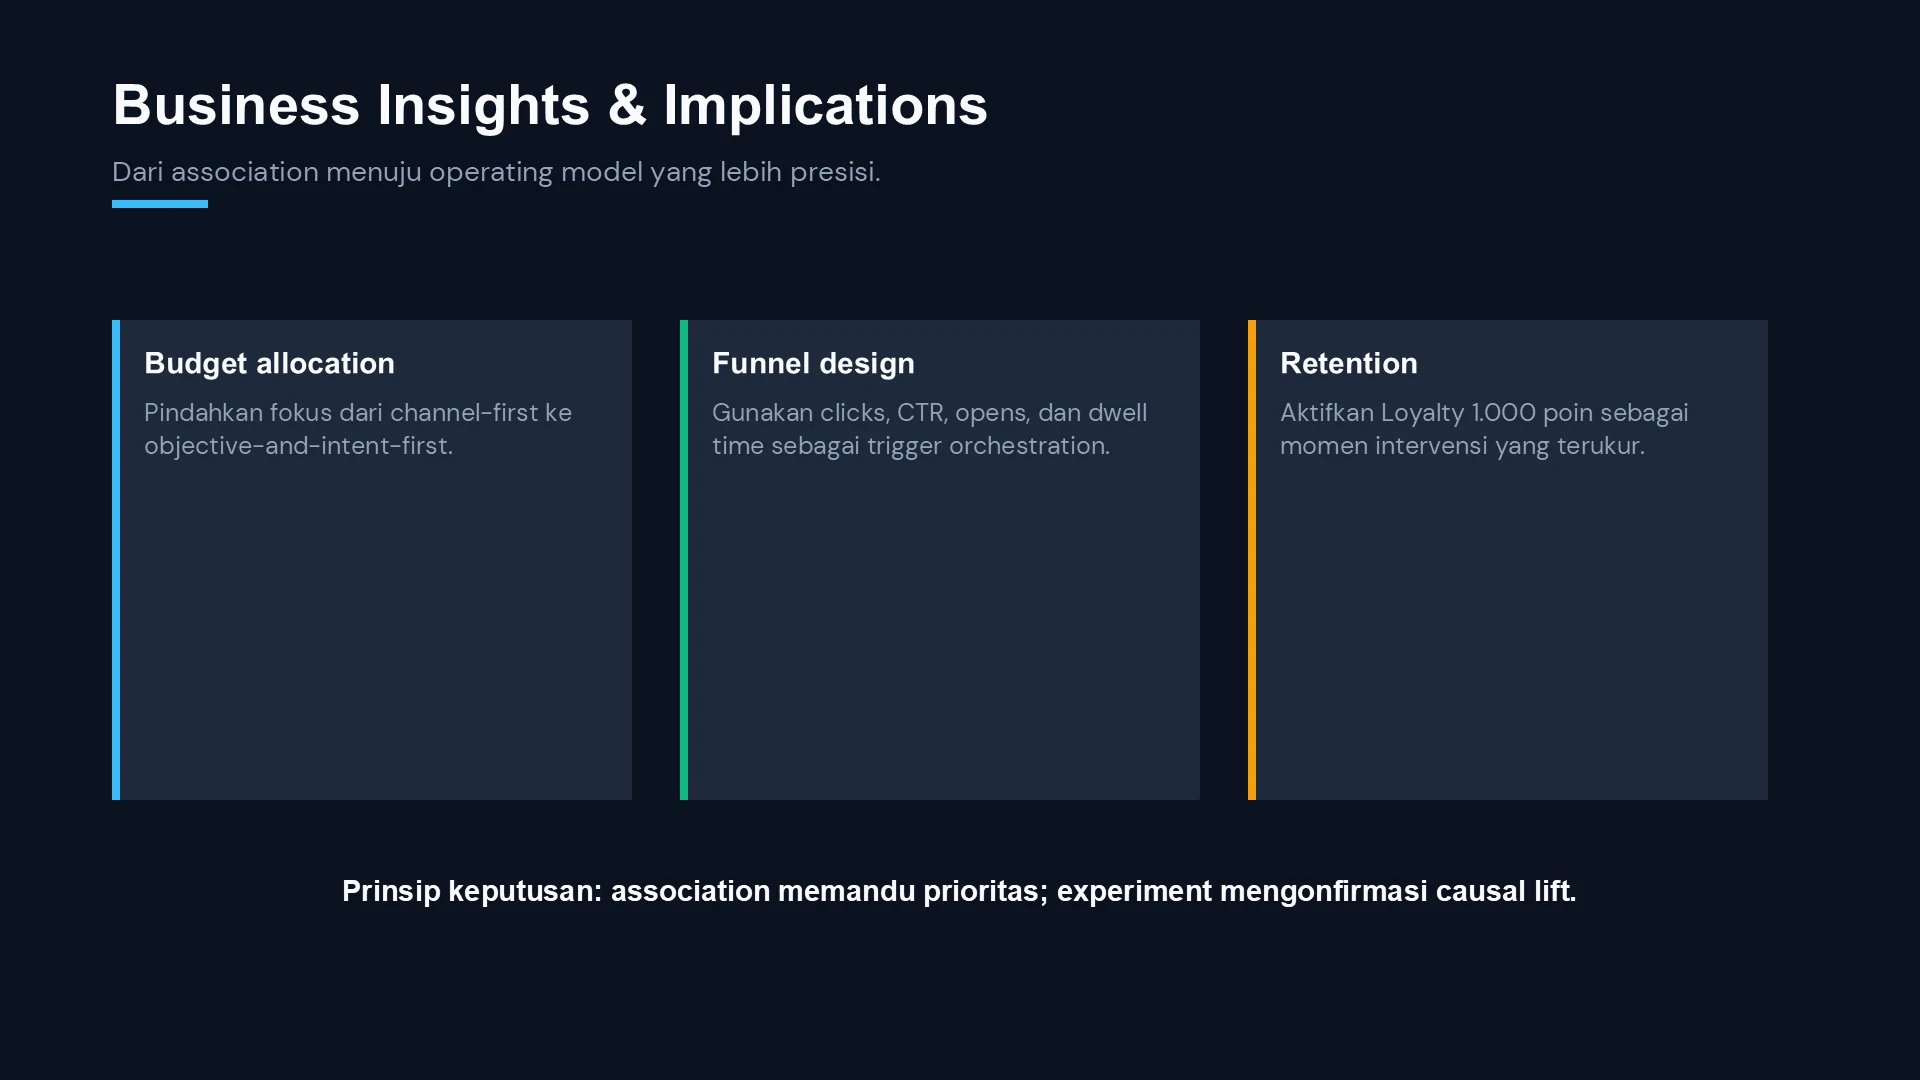 Business Insights & Implications
Dari association menuju operating model yang lebih presisi.
Budget allocation
Pindahkan fokus dari channel-first ke
objective-and-intent-first.
Funnel design
Gunakan clicks, CTR, opens, dan dwell
time sebagai trigger orchestration.
Retention
Aktifkan Loyalty 1.000 poin sebagai
momen intervensi yang terukur.
Prinsip keputusan: association memandu prioritas; experiment mengonfirmasi causal lift.